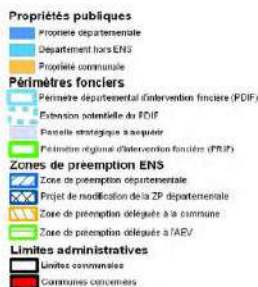 Propriétés publiques
Propriété départementale
Département hors ENS
Propriété communale
Périmètres fonciers
Périmètre départemental d'intervention foncière (PDIF)
Extension potentielle du PDIF
Parcelle stratégique à acquérir
Périmètre régional d'intervention foncière (PRIF)
Zones de préemption ENS
Zone de préemption départementale
Projet de modification de la ZP départementale
Zone de préemption déléguée à la commune
Zone de préemption déléguée à l'AEV
Limites administratives
Limites communales
Communes concernées